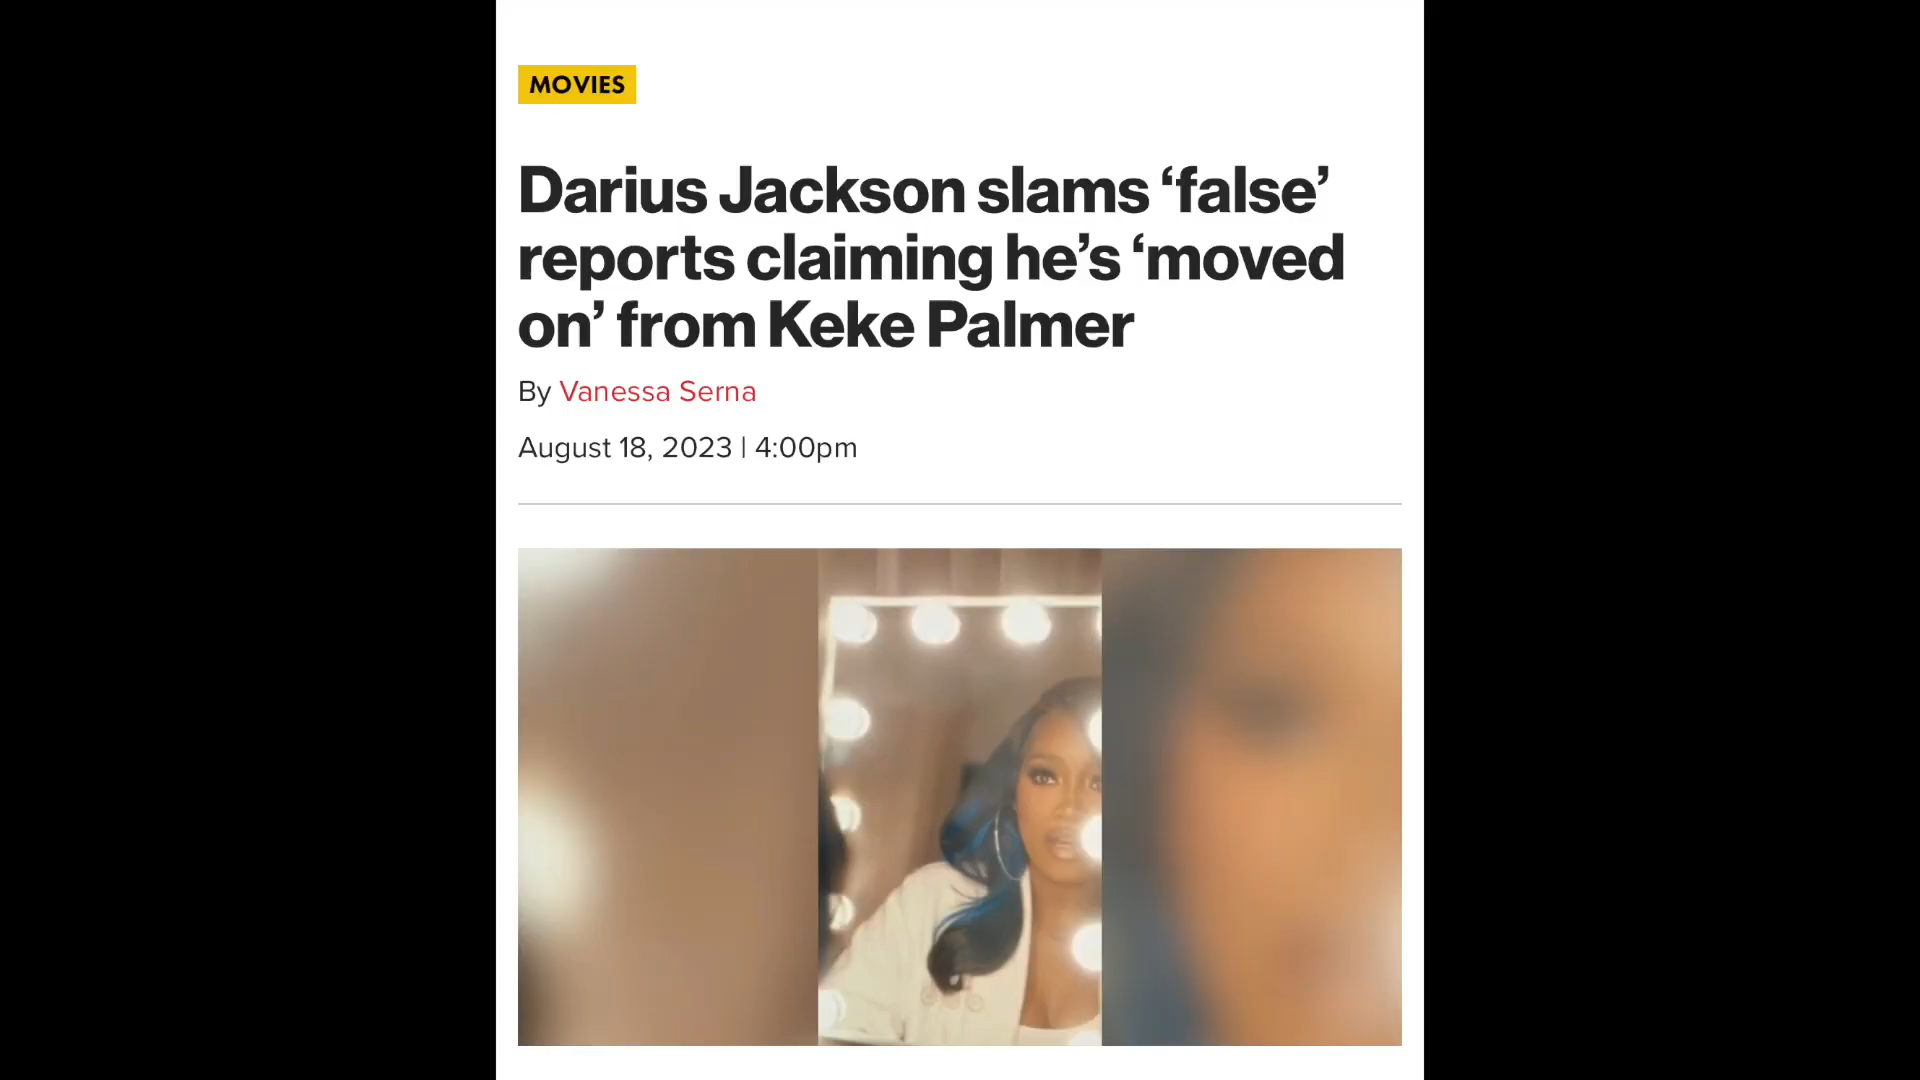 MOVIES
Darius Jackson slams ‘false’
reports claiming he’s ‘moved
on’ from Keke Palmer
By Vanessa Serna
August 18, 2023 | 4:00pm